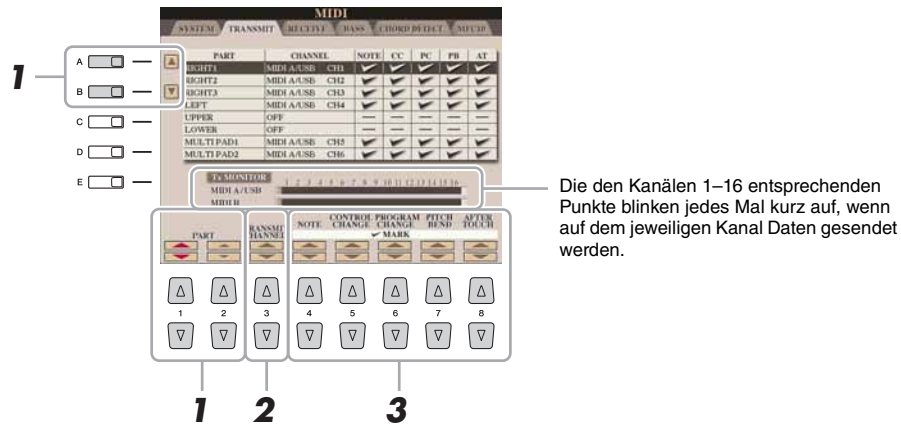 MIDI
SYSTEM TRANSMIT RECEIVE BASS CHORD DETECT MFC10
PART CHANNEL NOTE CC PC PB AT
RIGHT1 MIDI A/USB CH1 ✔ ✔ ✔ ✔ ✔
RIGHT2 MIDI A/USB CH2 ✔ ✔ ✔ ✔ ✔
RIGHT3 MIDI A/USB CH3 ✔ ✔ ✔ ✔ ✔
LEFT MIDI A/USB CH4 ✔ ✔ ✔ ✔ ✔
UPPER OFF — — — — —
LOWER OFF — — — — —
MULTI PAD1 MIDI A/USB CH5 ✔ ✔ ✔ ✔ ✔
MULTI PAD2 MIDI A/USB CH6 ✔ ✔ ✔ ✔ ✔
1
A
B
C
D
E
Tx MONITOR 1 2 3 4 5 6 7 8 9 10 11 12 13 14 15 16
MIDI A/USB
MIDI B
PART
TRANSMIT CHANNEL
NOTE
CONTROL CHANGE
PROGRAM CHANGE
PITCH BEND
AFTER TOUCH
✔ MARK
1 2 3 4 5 6 7 8
1 2 3
Die den Kanälen 1–16 entsprechenden
Punkte blinken jedes Mal kurz auf, wenn
auf dem jeweiligen Kanal Daten gesendet
werden.